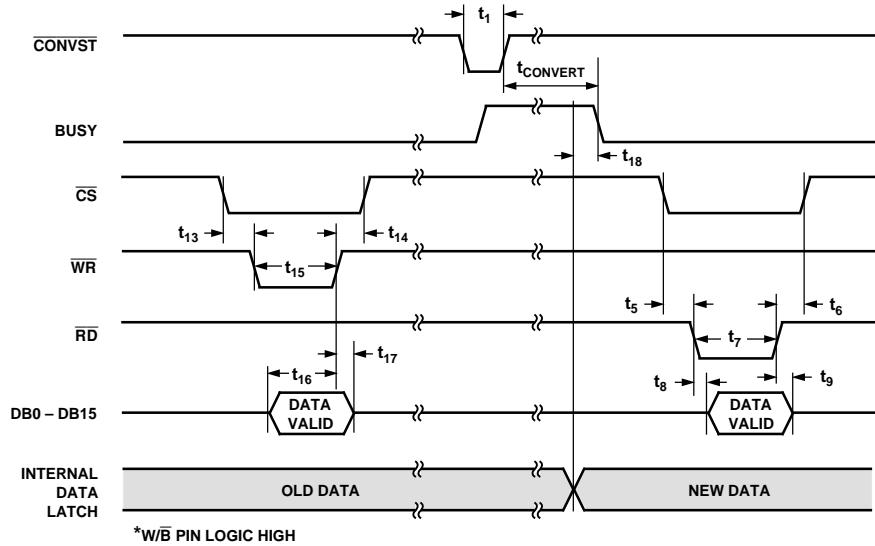 t1
CONVST
tCONVERT
BUSY
t18
CS
t13
t14
WR
t15
t5
t6
RD
t7
t17
t16
t8
t9
DB0 – DB15
DATA
VALID
DATA
VALID
INTERNAL
DATA
LATCH
OLD DATA
NEW DATA
*W/B̅ PIN LOGIC HIGH